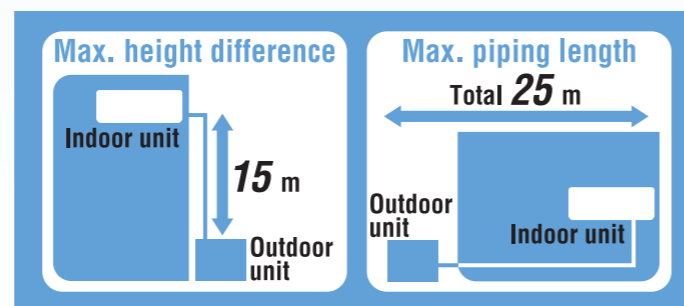 Max. height difference
Indoor unit
15 m
Outdoor
unit
Max. piping length
Total 25 m
Outdoor
unit
Indoor unit